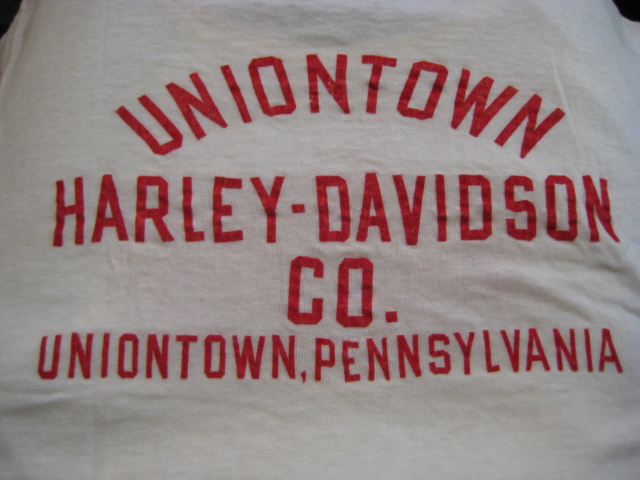 UNIONTOWN
HARLEY-DAVIDSON
CO.
UNIONTOWN, PENNSYLVANIA